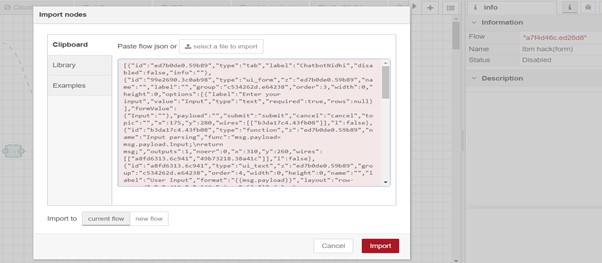 Import nodes
info
Clipboard
Library
Examples
Paste flow json or
select a file to import
[{"id":"ed7b0de0.59b89","type":"tab","label":"ChatbotNidhi","disa
bled":false,"info":""},
{"id":"99e2690.3c0ab98","type":"ui_form","z":"ed7b0de0.59b89","na
me":"","label":"","group":"c534262d.e64238","order":3,"width":0,"
height":0,"options":[{"label":"Enter your
input","value":"Input","type":"text","required":true,"rows":null}
],"formValue":
{"Input":""},"payload":"","submit":"submit","cancel":"cancel","to
pic":"","x":175,"y":280,"wires":[["b3da17c4.43fb08"]],"l":false},
{"id":"b3da17c4.43fb08","type":"function","z":"ed7b0de0.59b89","n
ame":"Input parsing","func":"msg.payload=
msg.payload.Input;\nreturn
msg;","outputs":1,"noerr":0,"x":310,"y":260,"wires":
[["a8fd6313.6c941","49b73218.38a41c"]],"l":false},
{"id":"a8fd6313.6c941","type":"ui_text","z":"ed7b0de0.59b89","gro
up":"c534262d.e64238","order":4,"width":0,"height":0,"name":"","l
abel":"User Input","format":"{{msg.payload}}","layout":"row-
Import to
current flow
new flow
Cancel
Import
Information
Flow
"a7f4d46c.ed26d8"
Name
Ibm hack(form)
Status
Disabled
Description